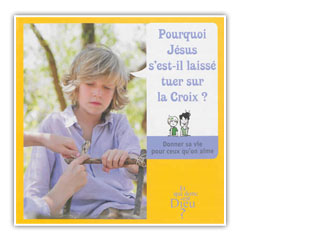 Pourquoi
Jésus
s'est-il laissé
tuer sur
la Croix ?
Donner sa vie
pour ceux qu'on aime
Dieu
?